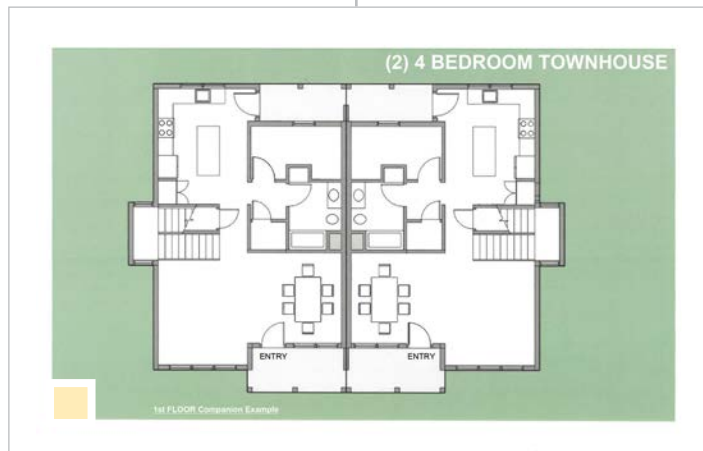 (2) 4 BEDROOM TOWNHOUSE
ENTRY
ENTRY
1st FLOOR Companion Example